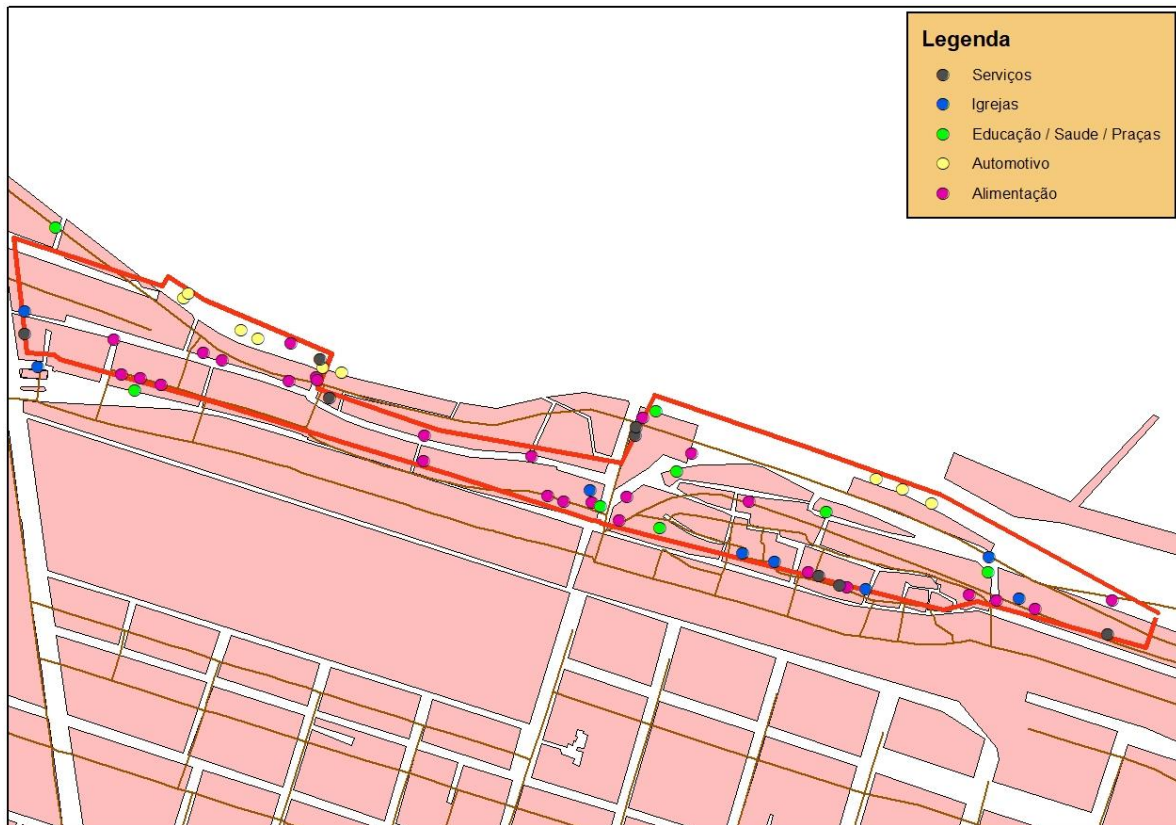 Legenda
Serviços
Igrejas
Educação / Saude / Praças
Automotivo
Alimentação